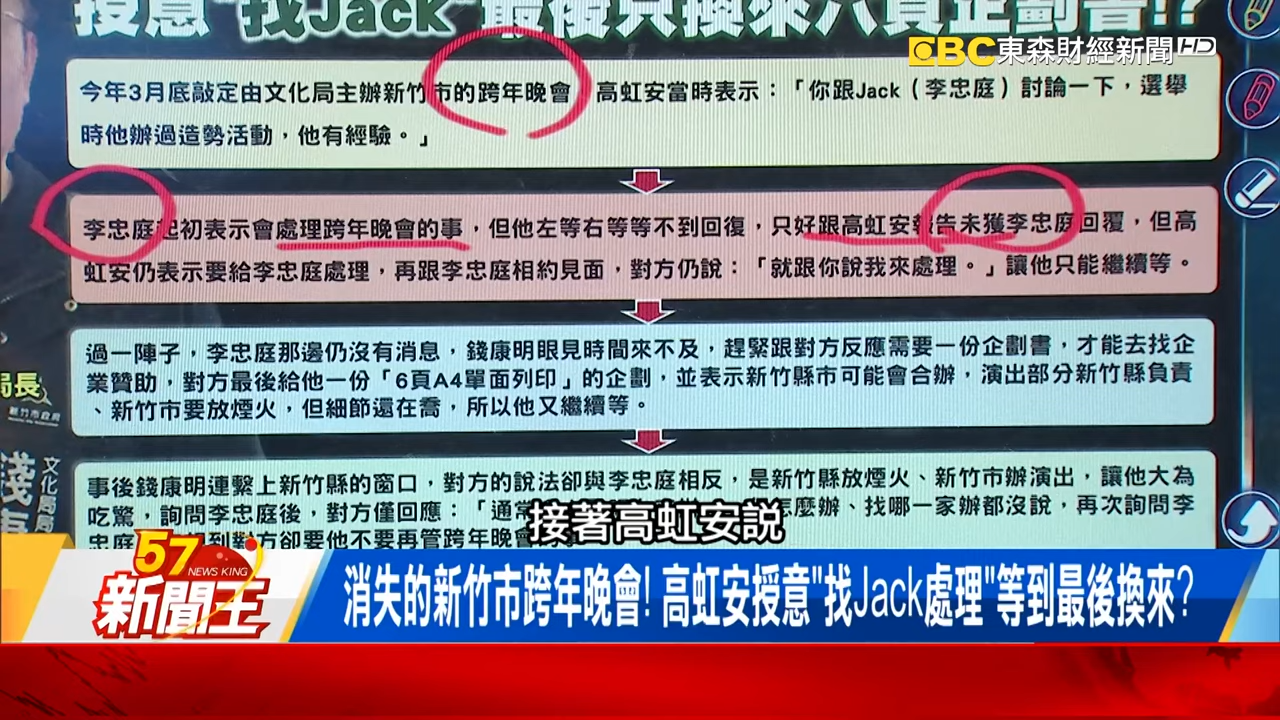 授意"找Jack"最後只換來六頁企劃書!?
EBC 東森財經新聞 HD
今年3月底敲定由文化局主辦新竹市的跨年晚會 高虹安當時表示：「你跟Jack（李忠庭）討論一下，選舉
時他辦過造勢活動，他有經驗。」
李忠庭起初表示會處理跨年晚會的事，但他左等右等等不到回復，只好跟高虹安報告未獲李忠庭回覆，但高
虹安仍表示要給李忠庭處理，再跟李忠庭相約見面，對方仍說：「就跟你說我來處理。」讓他只能繼續等。
過一陣子，李忠庭那邊仍沒有消息，錢康明眼見時間來不及，趕緊跟對方反應需要一份企劃書，才能去找企
業贊助，對方最後給他一份「6頁A4單面列印」的企劃，並表示新竹縣市可能會合辦，演出部分新竹縣負責
、新竹市要放煙火，但細節還在喬，所以他又繼續等。
局長
新竹市政府
文化局
事後錢康明連繫上新竹縣的窗口，對方的說法卻與李忠庭相反，是新竹縣放煙火、新竹市辦演出，讓他大為
吃驚，詢問李忠庭後，對方僅回應：「通常 怎麼辦、找哪一家辦都沒說，再次詢問李
忠庭 對方卻要他不要再管跨年晚會
接著高虹安説
57
NEWS KING
新聞王
消失的新竹市跨年晚會! 高虹安授意"找Jack處理"等到最後換來?